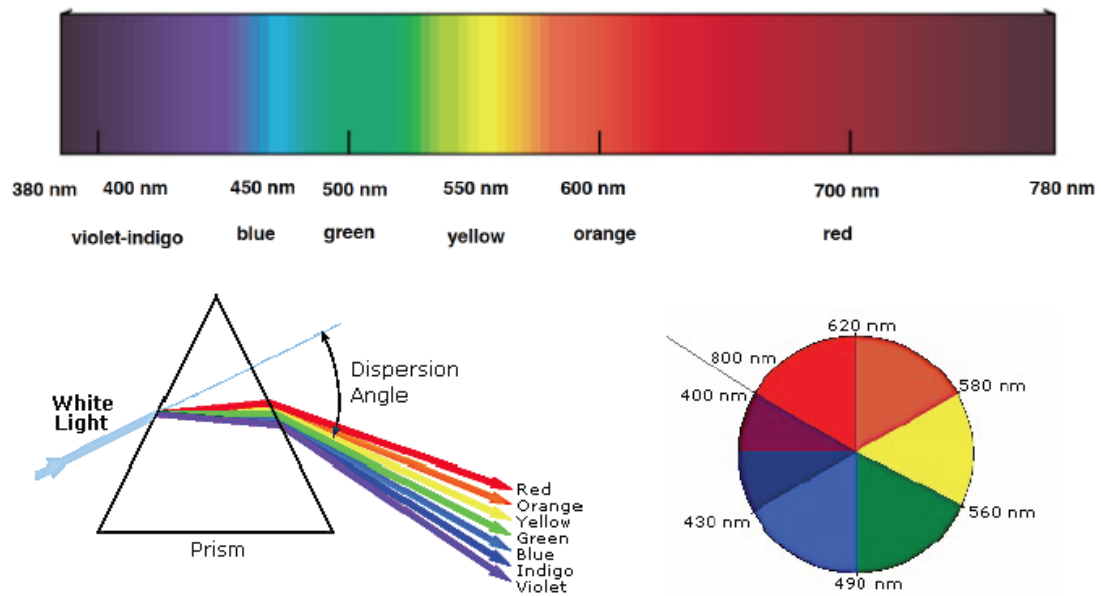 380 nm 400 nm 450 nm 500 nm 550 nm 600 nm 700 nm 780 nm
violet-indigo blue green yellow orange red
White
Light
Dispersion
Angle
Prism
Red
Orange
Yellow
Green
Blue
Indigo
Violet
620 nm
800 nm
580 nm
400 nm
560 nm
430 nm
490 nm